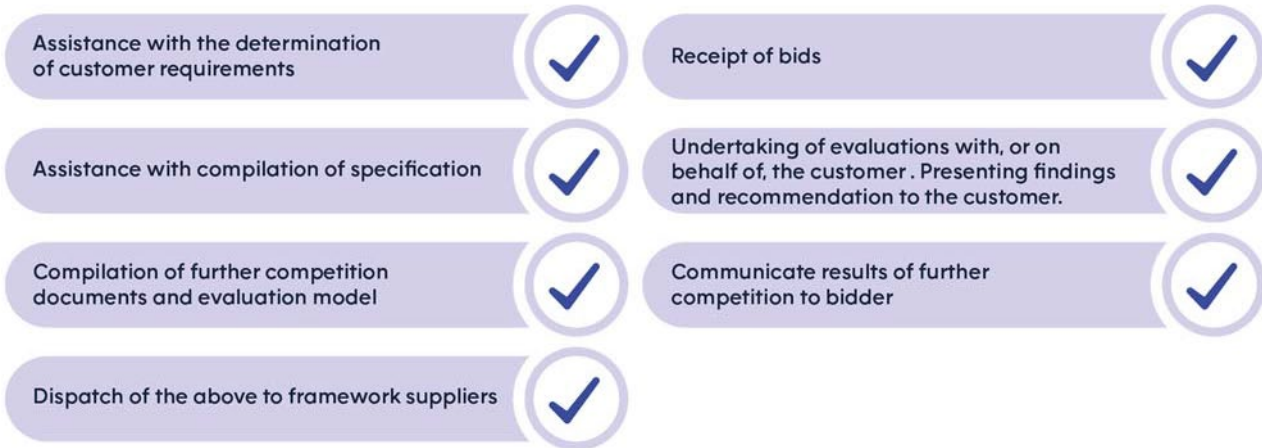 Assistance with the determination
of customer requirements
Assistance with compilation of specification
Compilation of further competition
documents and evaluation model
Dispatch of the above to framework suppliers
Receipt of bids
Undertaking of evaluations with, or on
behalf of, the customer . Presenting findings
and recommendation to the customer.
Communicate results of further
competition to bidder